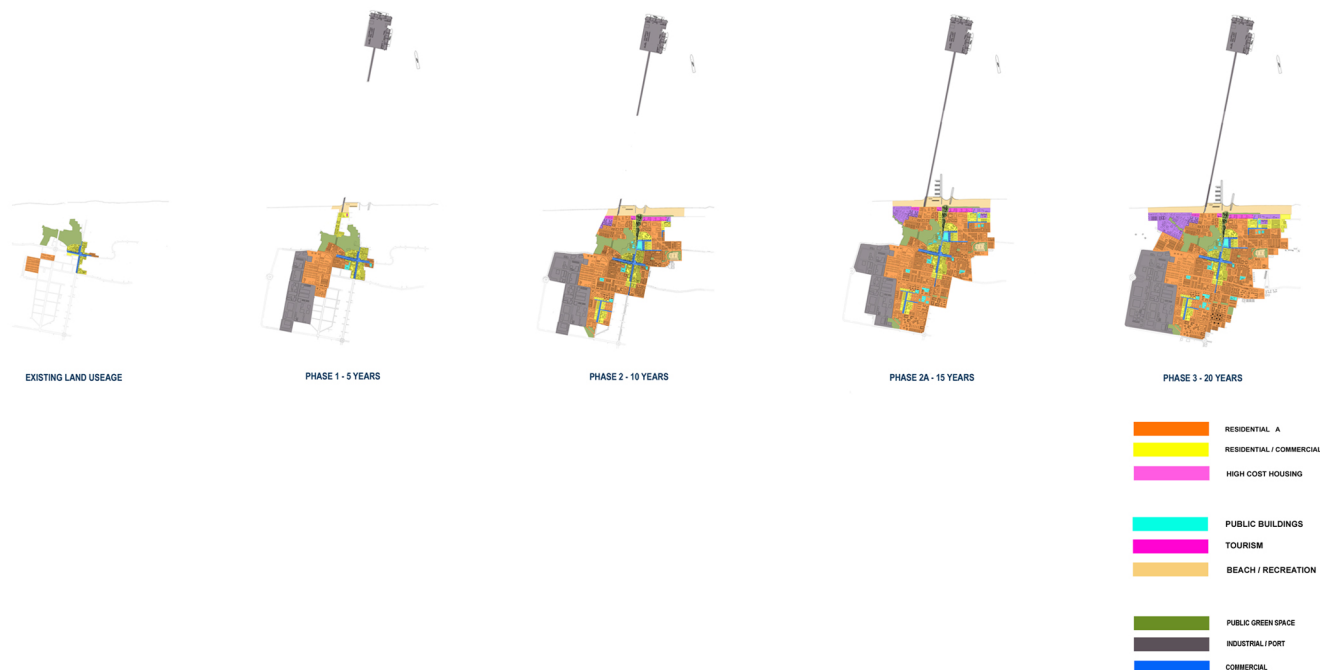 EXISTING LAND USEAGE
PHASE 1 - 5 YEARS
PHASE 2 - 10 YEARS
PHASE 2A - 15 YEARS
PHASE 3 - 20 YEARS
RESIDENTIAL A
RESIDENTIAL / COMMERCIAL
HIGH COST HOUSING
PUBLIC BUILDINGS
TOURISM
BEACH / RECREATION
PUBLIC GREEN SPACE
INDUSTRIAL / PORT
COMMERCIAL